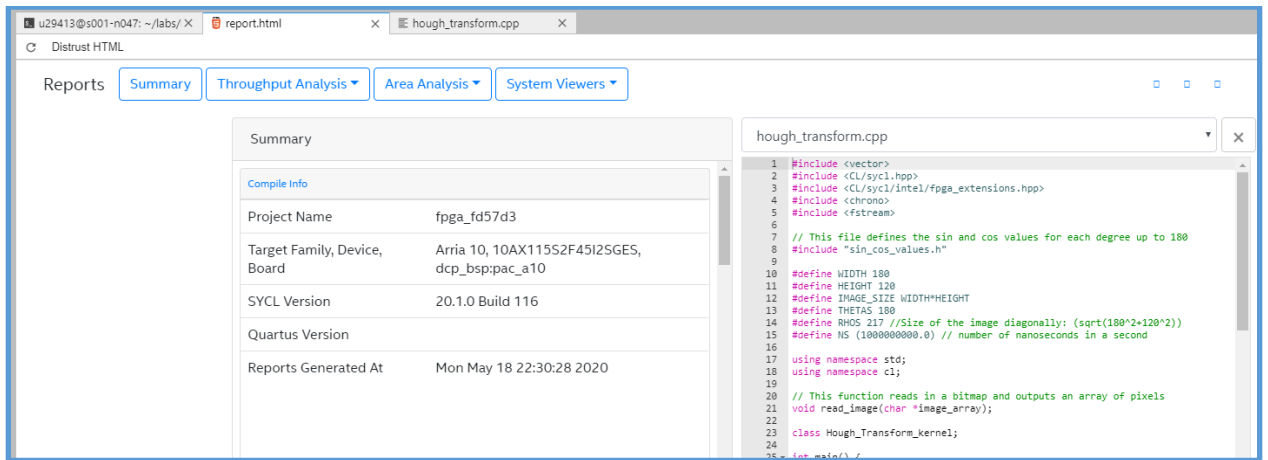 u29413@s001-n047: ~/labs/ X report.html X hough_transform.cpp X
Distrust HTML
Reports Summary Throughput Analysis Area Analysis System Viewers
Summary
Compile Info
Project Name fpga_fd57d3
Target Family, Device, Board Arria 10, 10AX115S2F45I2SGES, dcp_bsp:pac_a10
SYCL Version 20.1.0 Build 116
Quartus Version
Reports Generated At Mon May 18 22:30:28 2020
hough_transform.cpp
1 #include <vector>
2 #include <CL/sycl.hpp>
3 #include <CL/sycl/intel/fpga_extensions.hpp>
4 #include <chrono>
5 #include <fstream>
6
7 // This file defines the sin and cos values for each degree up to 180
8 #include "sin_cos_values.h"
9
10 #define WIDTH 180
11 #define HEIGHT 120
12 #define IMAGE_SIZE WIDTH*HEIGHT
13 #define THETAS 180
14 #define RHOS 217 //Size of the image diagonally: (sqrt(180^2+120^2))
15 #define NS (1000000000.0) // number of nanoseconds in a second
16
17 using namespace std;
18 using namespace cl;
19
20 // This function reads in a bitmap and outputs an array of pixels
21 void read_image(char *image_array);
22
23 class Hough_Transform_kernel;
24
25 int main() {